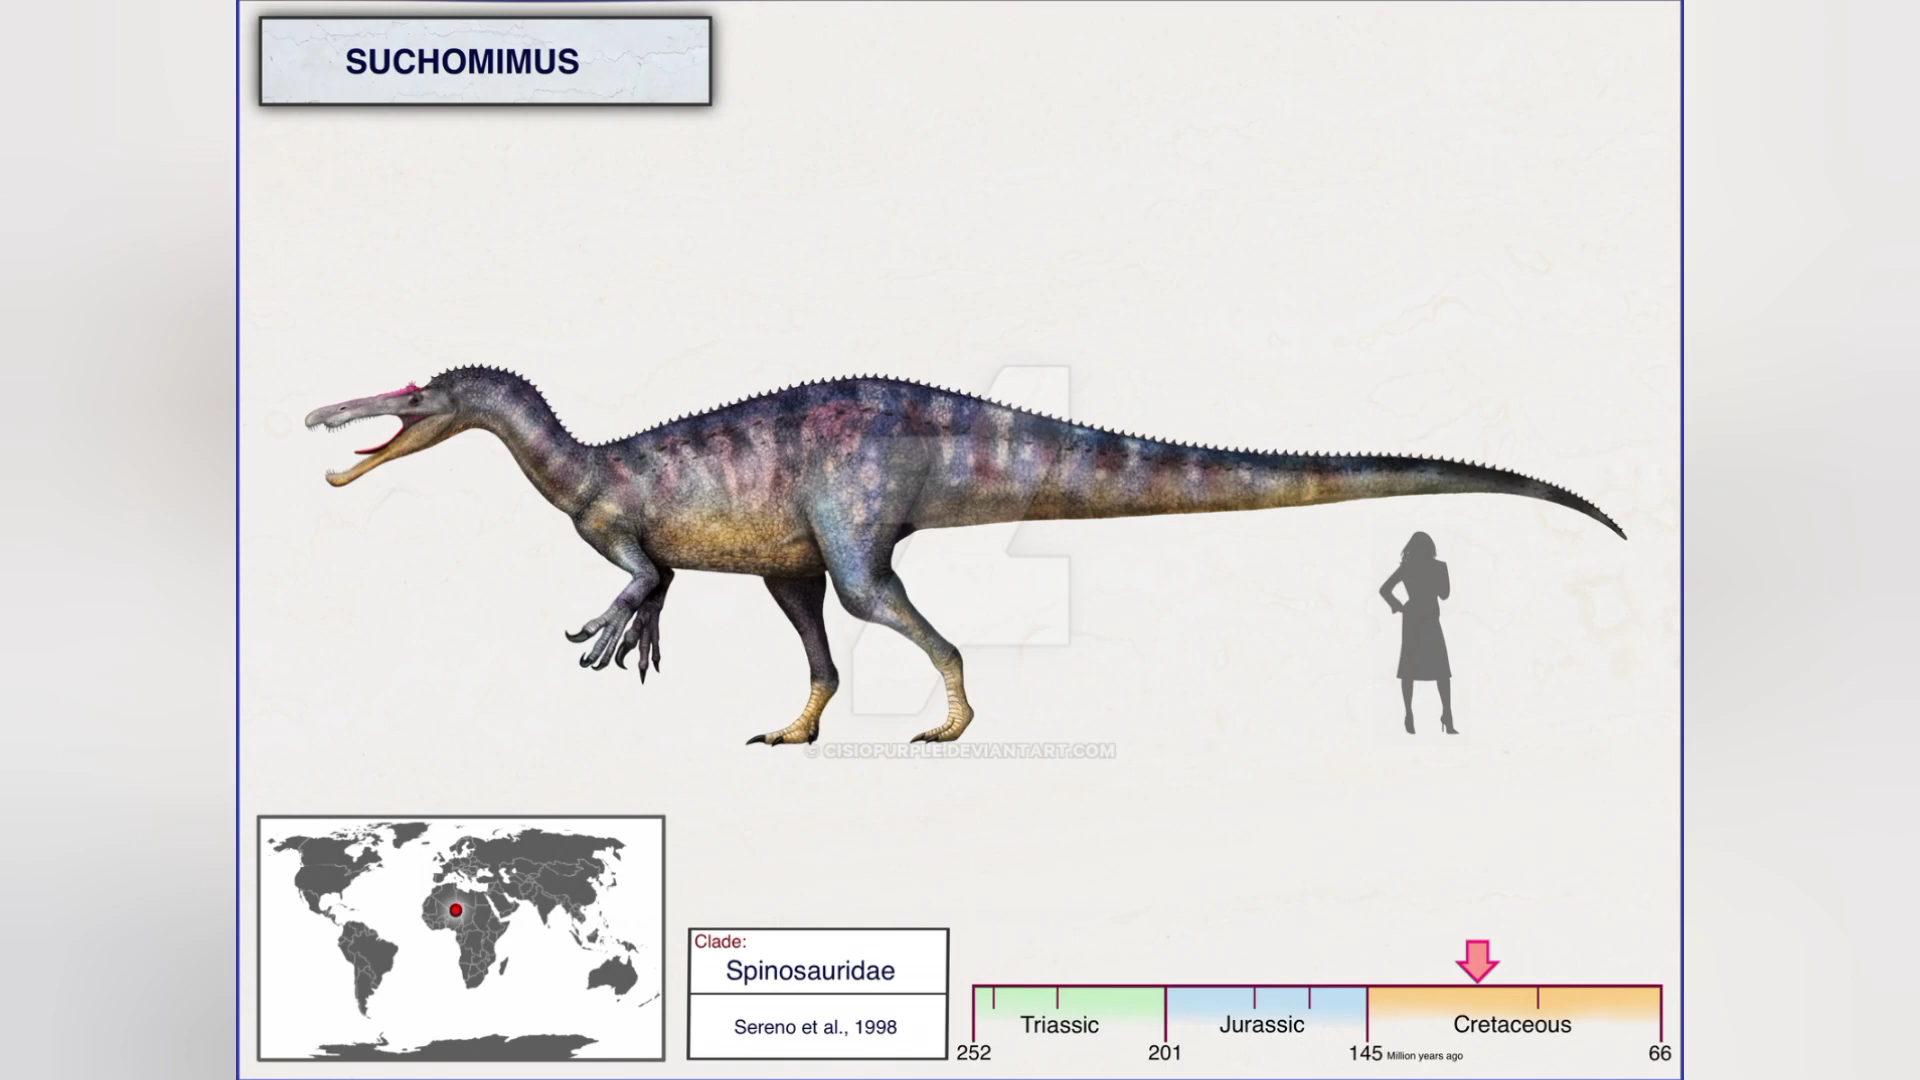 SUCHOMIMUS
© CISIOPURPLE.DEVIANTART.COM
Clade:
Spinosauridae
Sereno et al., 1998
Triassic
Jurassic
Cretaceous
252
201
145
Million years ago
66